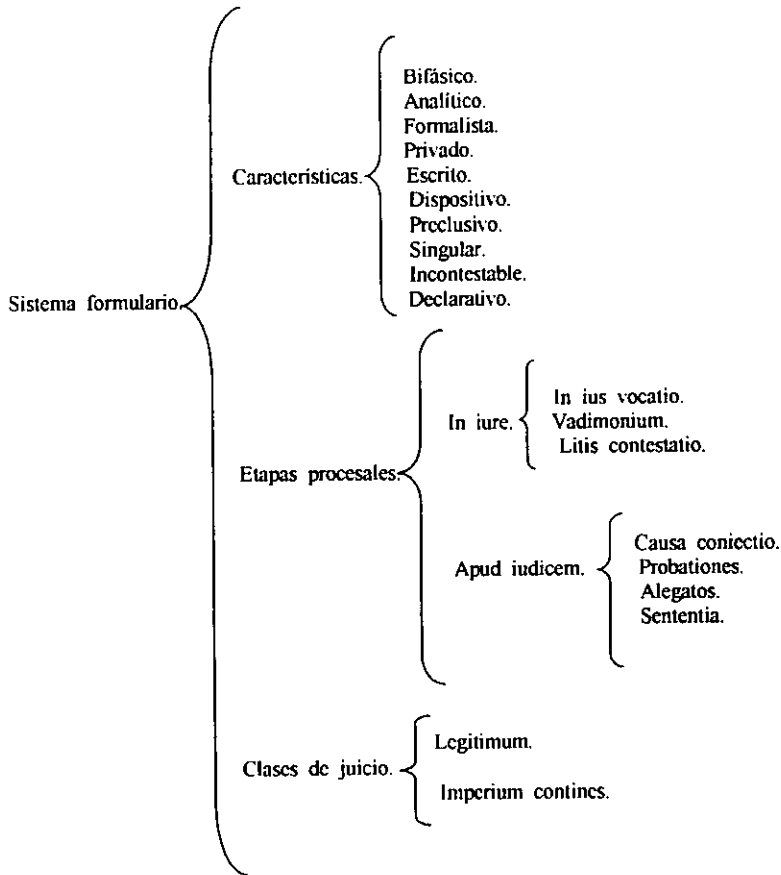 Sistema formulario.
Características.
Bifásico.
Analítico.
Formalista.
Privado.
Escrito.
Dispositivo.
Preclusivo.
Singular.
Incontestable.
Declarativo.
Etapas procesales.
In iure.
In ius vocatio.
Vadimonium.
Litis contestatio.
Apud iudicem.
Causa coniectio.
Probationes.
Alegatos.
Sententia.
Clases de juicio.
Legitimum.
Imperium contines.